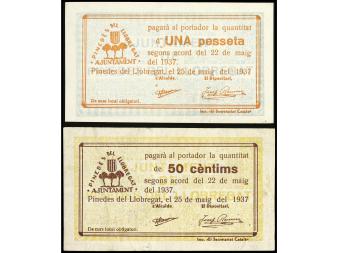 PINEDES DEL LLOBREGAT
AJUNTAMENT
pagarà al portador la quantitat
d' UNA pesseta
segons acord del 22 de maig
del 1937.
Pinedes del Llobregat, el 25 de maig del 1937
L'Alcalde, El Dipositari,
De curs local obligatori.
PINEDES DEL LLOBREGAT
AJUNTAMENT
pagarà al portador la quantitat
de 50 cèntims
segons acord del 22 de maig
del 1937.
Pinedes del Llobregat, el 25 de maig del 1937
L'Alcalde, El Dipositari,
De curs local obligatori.